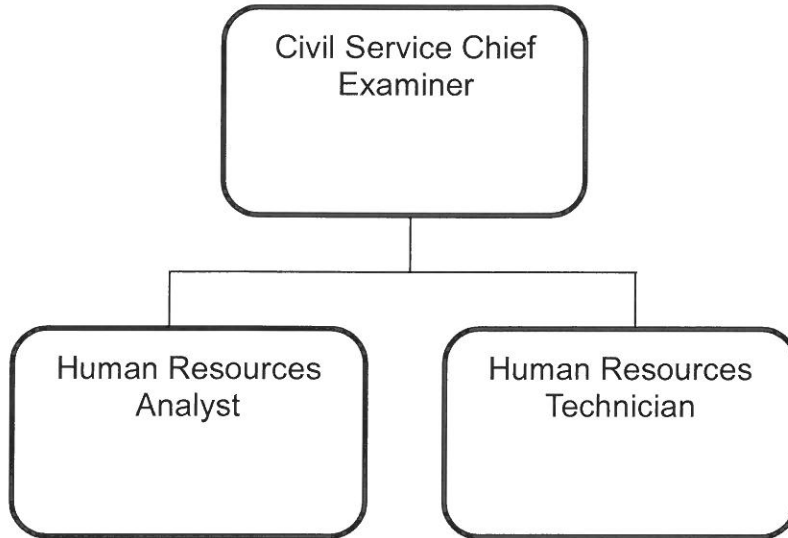 Civil Service Chief
Examiner
Human Resources
Analyst
Human Resources
Technician